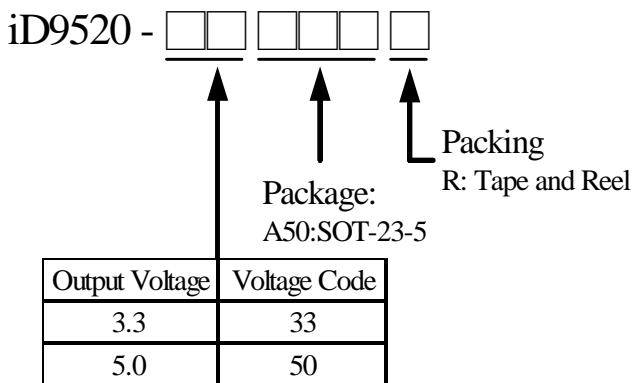 iD9520 - □□ □□□ □
Packing
R: Tape and Reel
Package:
A50:SOT-23-5
Output Voltage Voltage Code
3.3 33
5.0 50